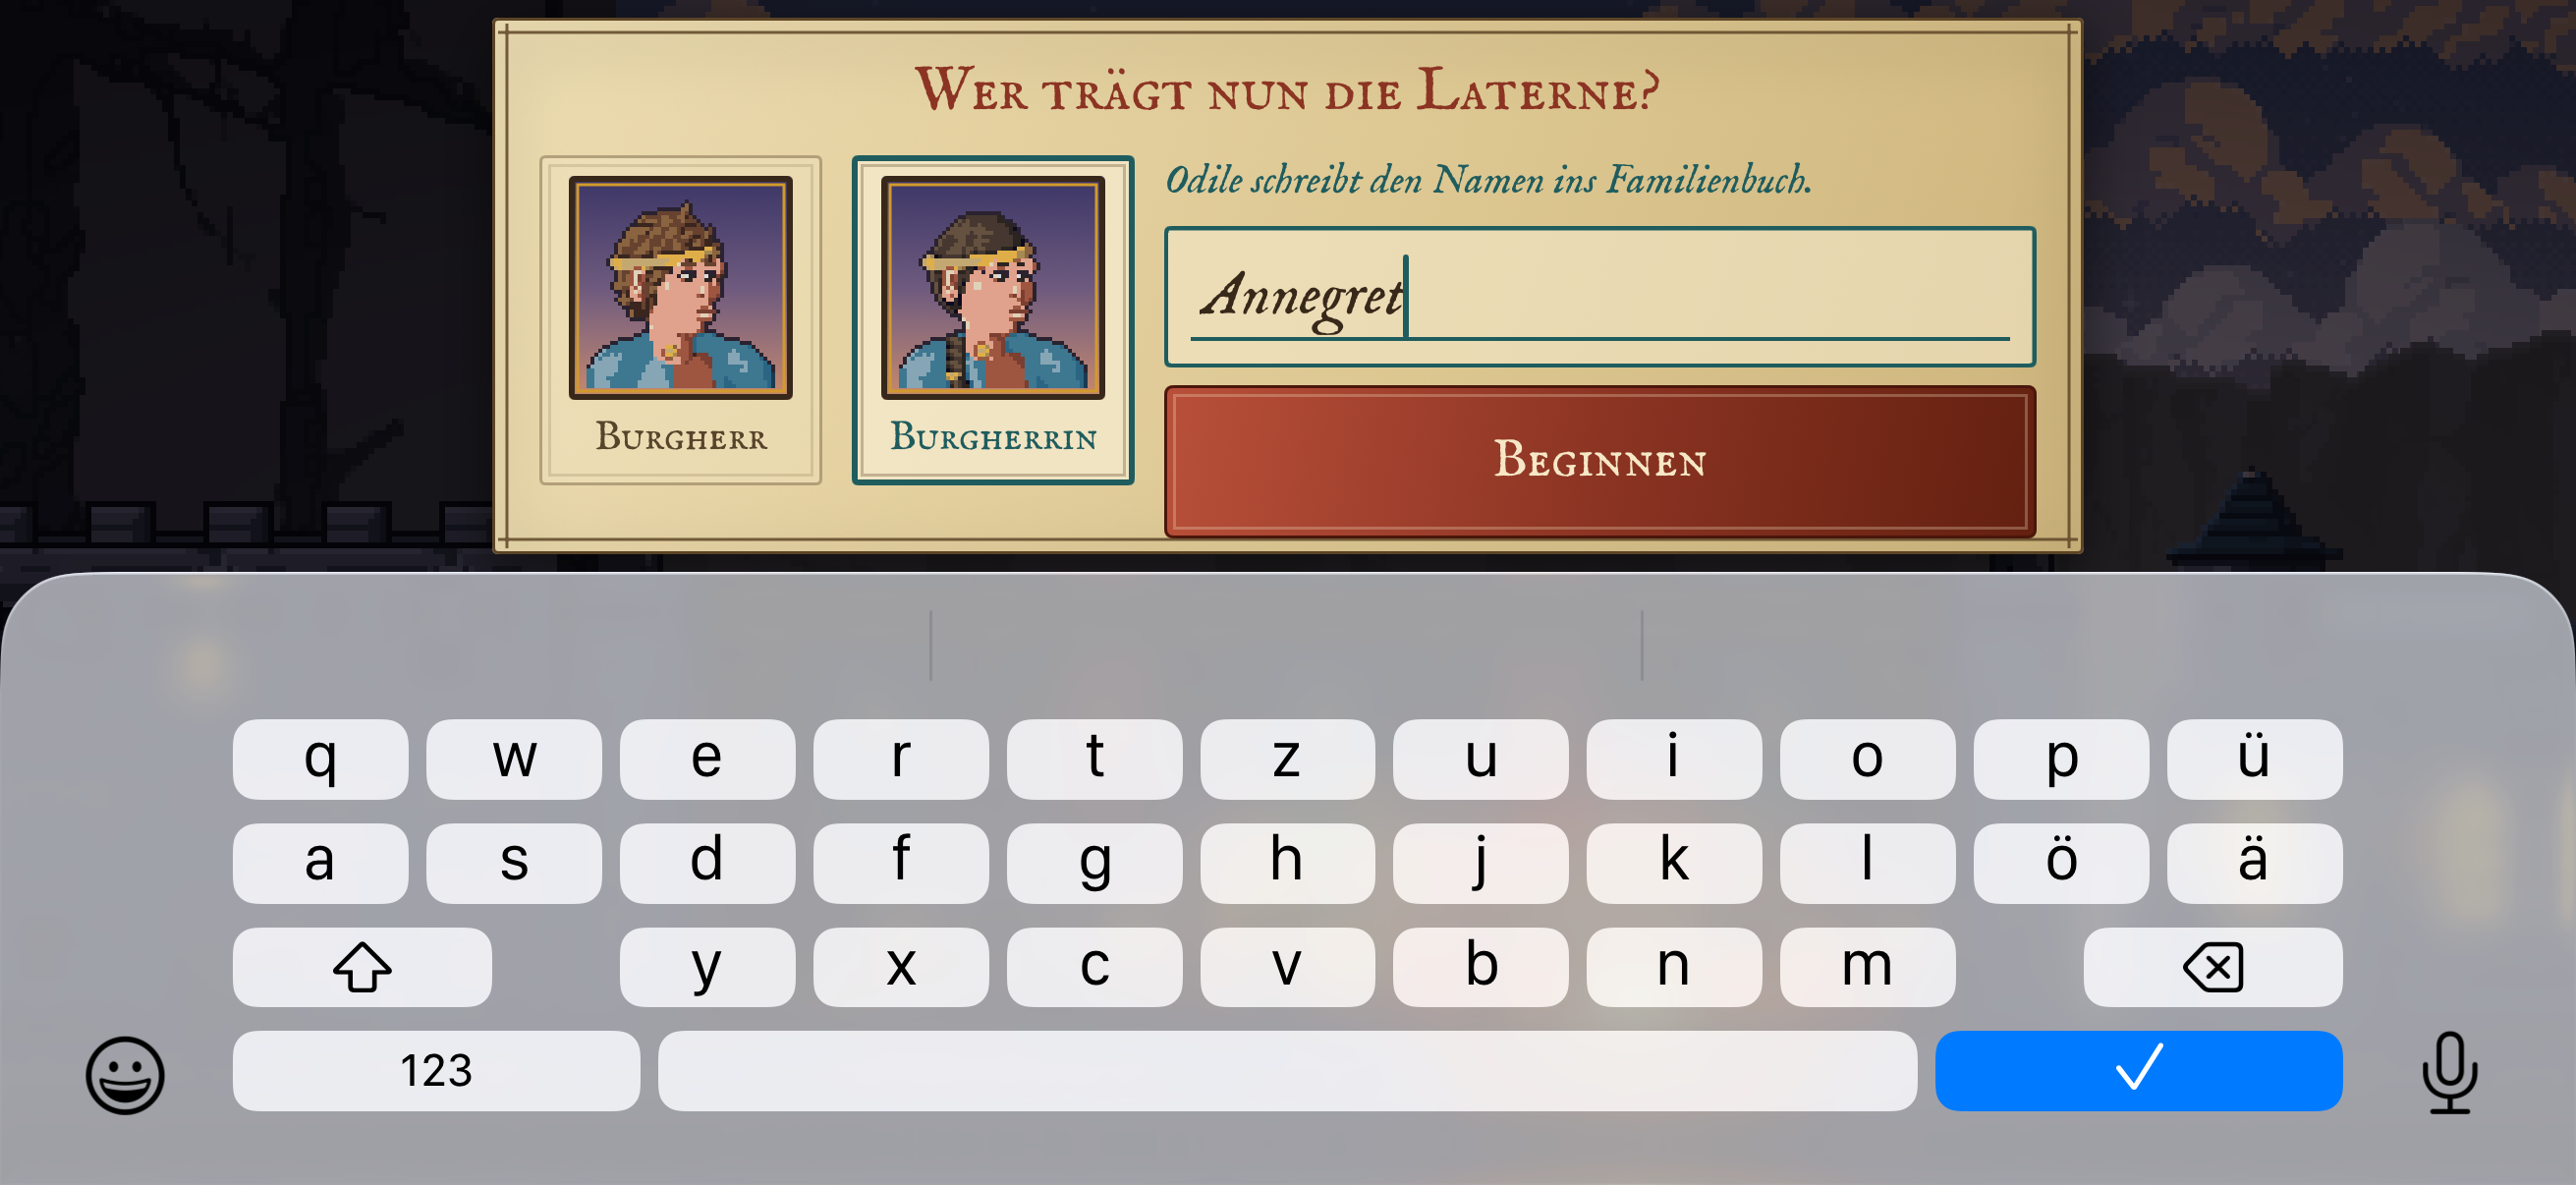 Wer trägt nun die Laterne?
Burgherr
Burgherrin
Odile schreibt den Namen ins Familienbuch.
Annegret
Beginnen
q w e r t z u i o p ü
a s d f g h j k l ö ä
y x c v b n m
123